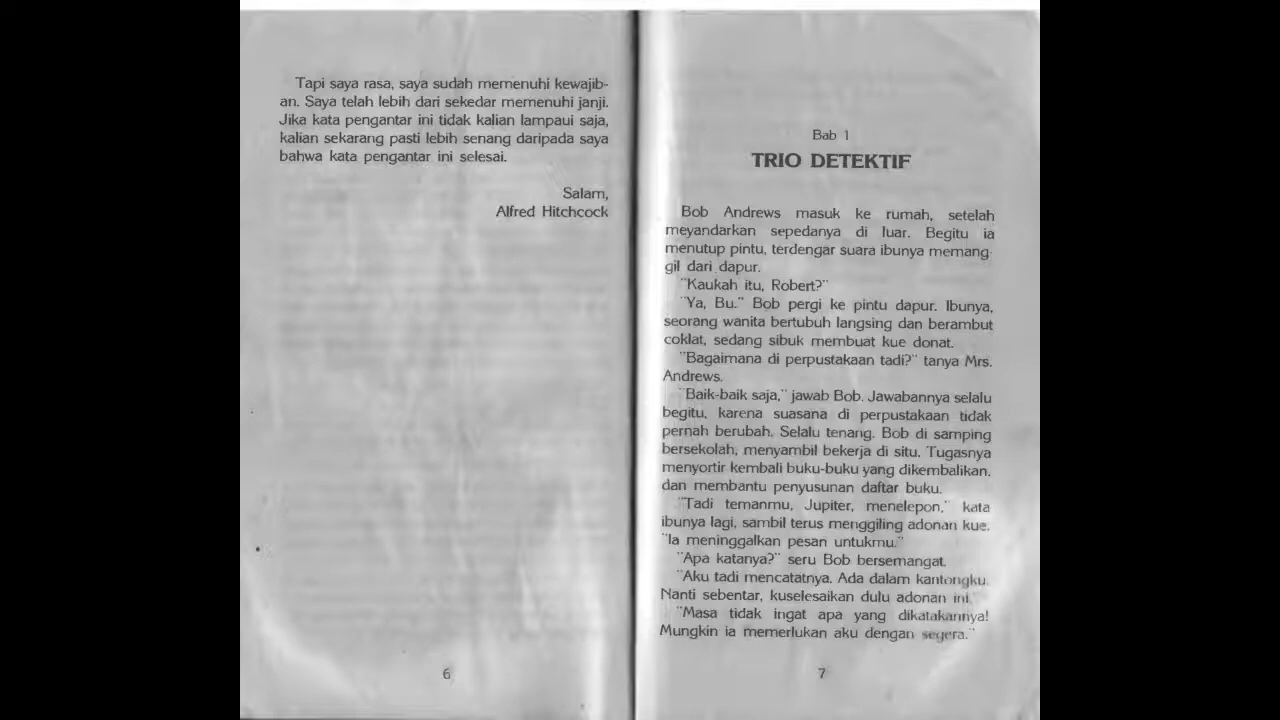 Tapi saya rasa, saya sudah memenuhi kewajib-
an. Saya telah lebih dari sekedar memenuhi janji.
Jika kata pengantar ini tidak kalian lampaui saja,
kalian sekarang pasti lebih senang daripada saya
bahwa kata pengantar ini selesai.
Salam,
Alfred Hitchcock
6
Bab 1
TRIO DETEKTIF
Bob Andrews masuk ke rumah, setelah
meyandarkan sepedanya di luar. Begitu ia
menutup pintu, terdengar suara ibunya memang-
gil dari dapur.
"Kaukah itu, Robert?"
"Ya, Bu." Bob pergi ke pintu dapur. Ibunya,
seorang wanita bertubuh langsing dan berambut
coklat, sedang sibuk membuat kue donat.
"Bagaimana di perpustakaan tadi?" tanya Mrs.
Andrews.
"Baik-baik saja," jawab Bob. Jawabannya selalu
begitu, karena suasana di perpustakaan tidak
pernah berubah. Selalu tenang. Bob di samping
bersekolah, menyambil bekerja di situ. Tugasnya
menyortir kembali buku-buku yang dikembalikan,
dan membantu penyusunan daftar buku.
"Tadi temanmu, Jupiter, menelepon," kata
ibunya lagi, sambil terus menggiling adonan kue.
"Ia meninggalkan pesan untukmu."
"Apa katanya?" seru Bob bersemangat.
"Aku tadi mencatatnya. Ada dalam kantongku.
Nanti sebentar, kuselesaikan dulu adonan ini."
"Masa tidak ingat apa yang dikatakannya!
Mungkin ia memerlukan aku dengan segera."
7